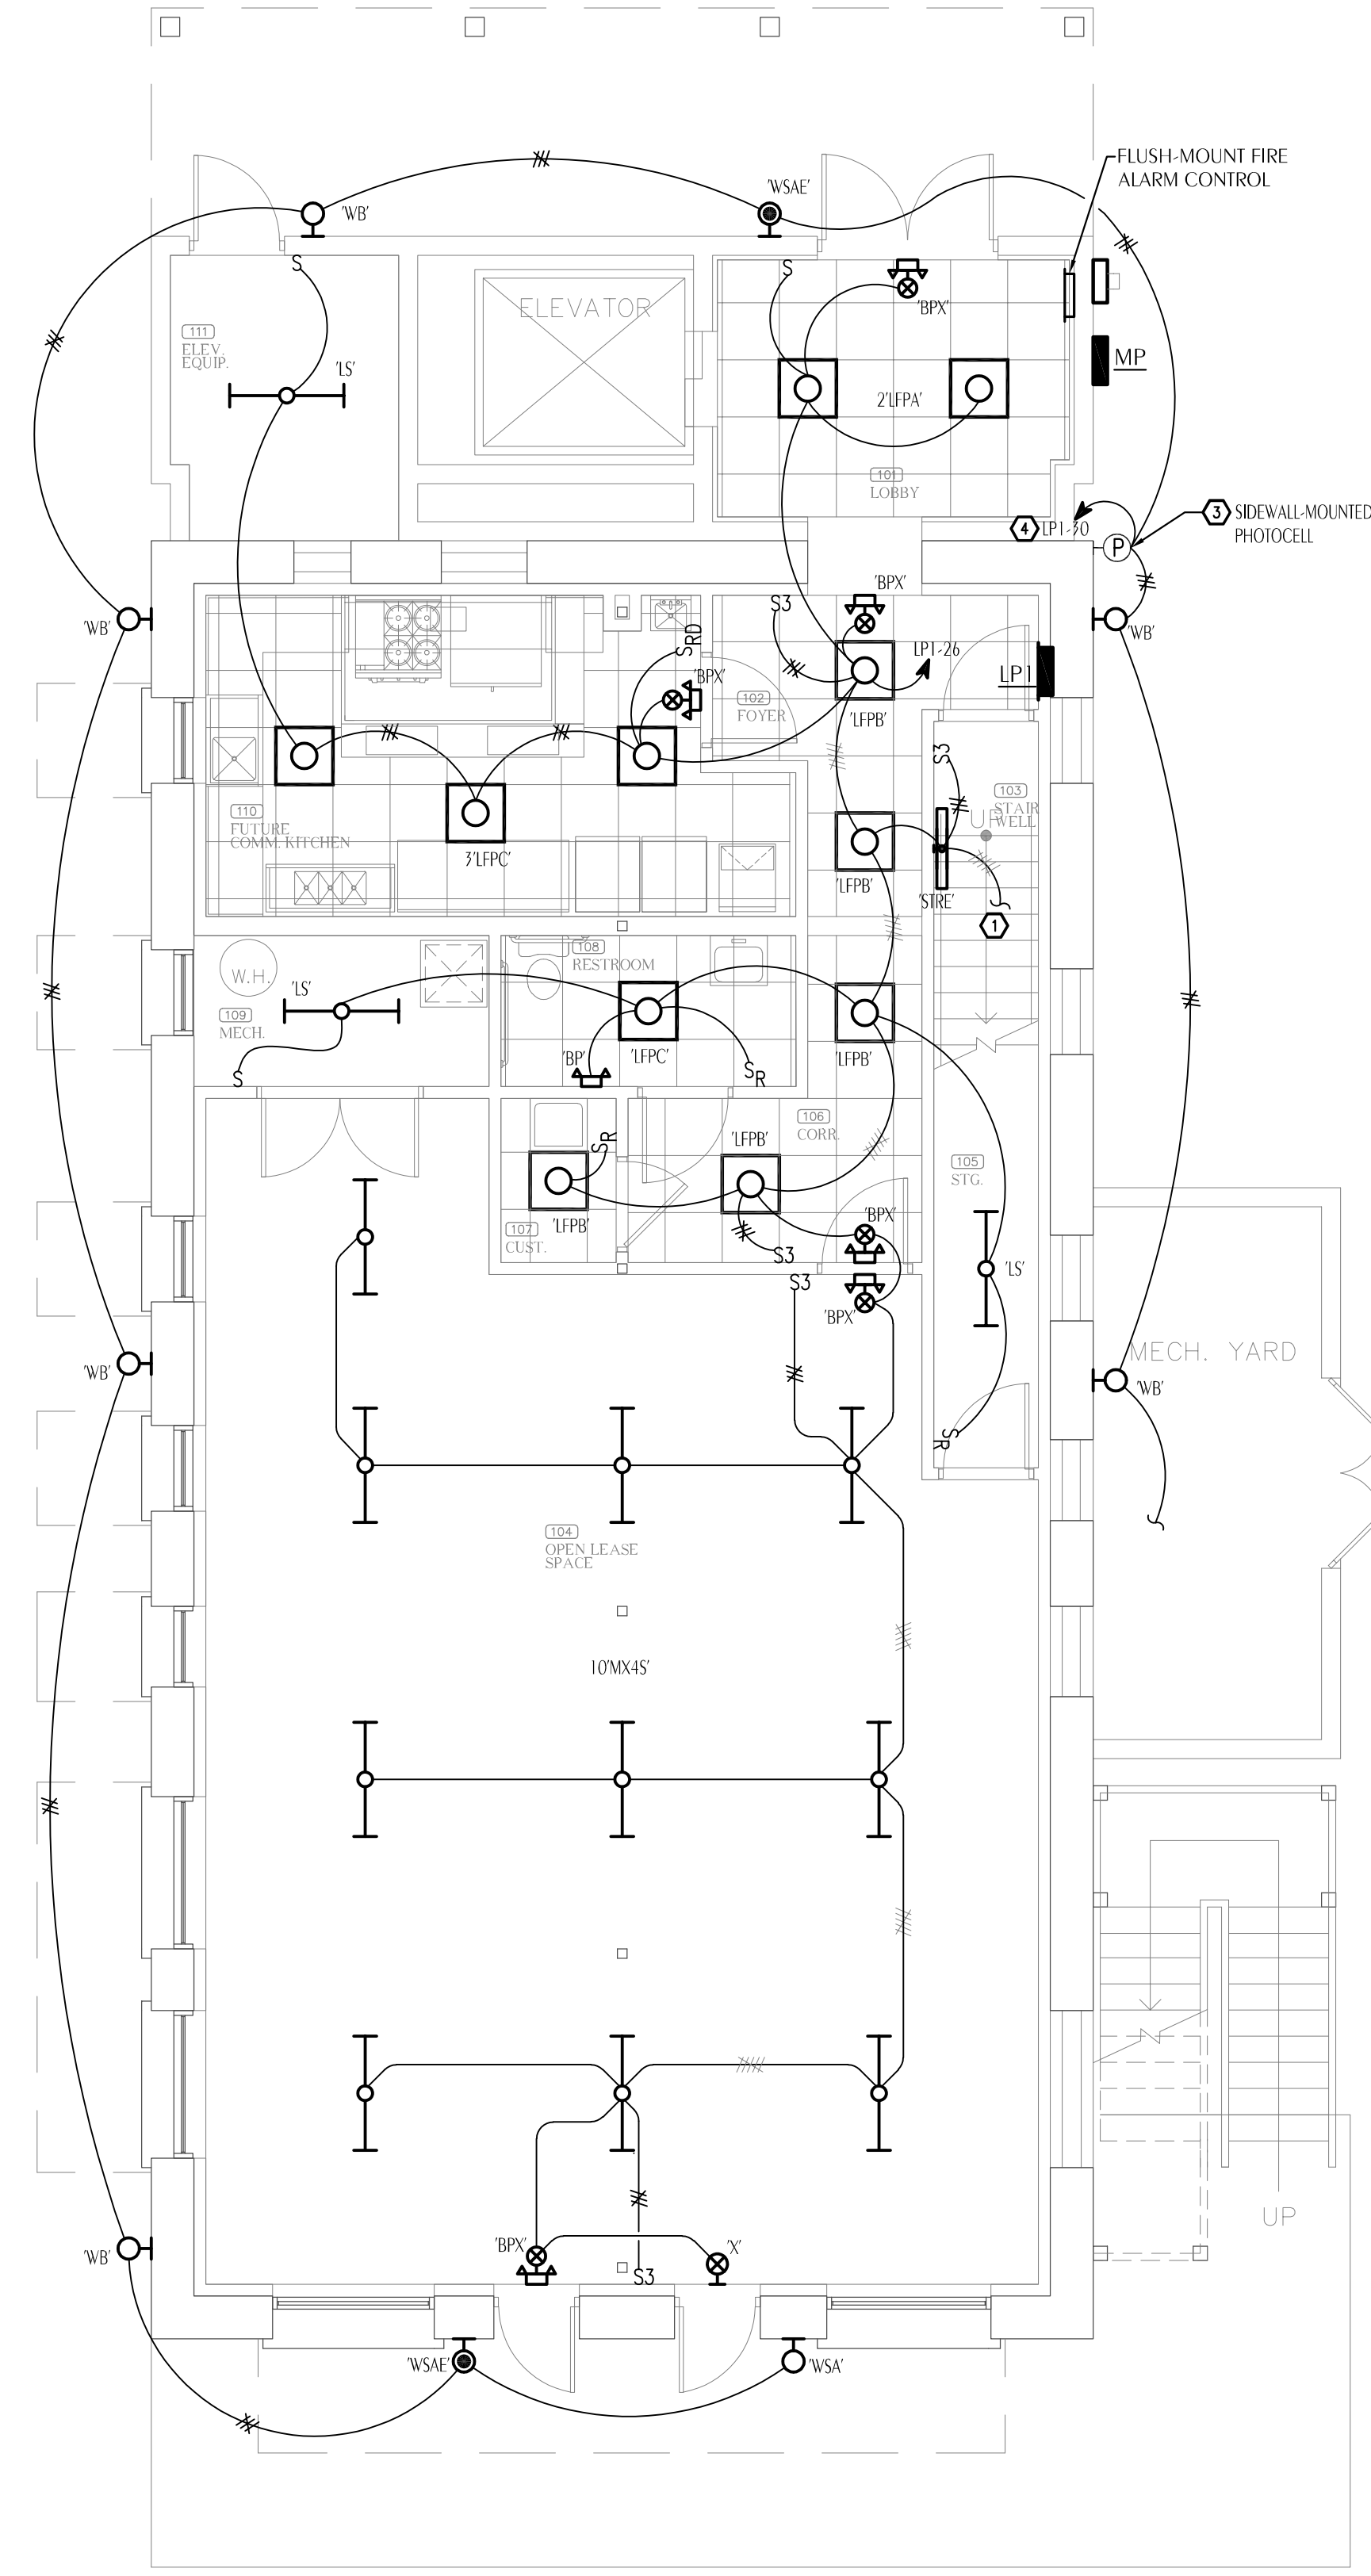 FLUSH-MOUNT FIRE
ALARM CONTROL
'WB'
'WSAE'
S
S
'BPX'
ELEVATOR
111
ELEV.
EQUIP.
'LS'
MP
2'LFPA'
101
LOBBY
4
LP1-30
3
SIDEWALL-MOUNTED
PHOTOCELL
P
'BPX'
S3
'WB'
'WB'
SRD
LP1-26
LP1
'BPX'
102
FOYER
'LFPB'
S3
103
STAIR
WELL
UP
110
FUTURE
COMM. KITCHEN
3'LFPC'
'LFPB'
'STRE'
1
108
RESTROOM
W.H.
'LS'
109
MECH.
'BP'
'LFPC'
'LFPB'
S
SR
106
CORR.
'LFPB'
SR
105
STG.
'LFPB'
107
CUST.
'BPX'
S3
S3
'LS'
'BPX'
MECH. YARD
'WB'
'WB'
SR
104
OPEN LEASE
SPACE
10'MX4S'
UP
'BPX'
'X'
'WB'
S3
'WSAE'
'WSA'